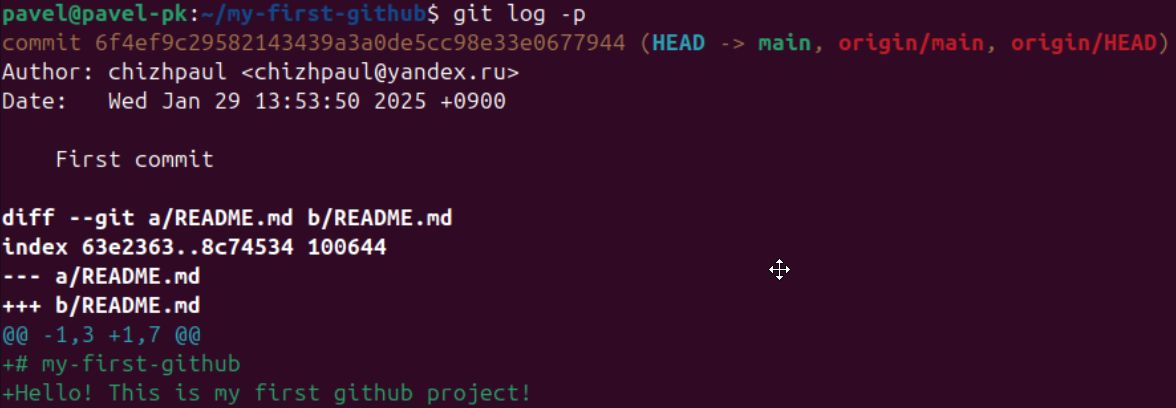 pavel@pavel-pk:~/my-first-github$ git log -p
commit 6f4ef9c29582143439a3a0de5cc98e33e0677944 (HEAD -> main, origin/main, origin/HEAD)
Author: chizhpaul <chizhpaul@yandex.ru>
Date:   Wed Jan 29 13:53:50 2025 +0900
    First commit
diff --git a/README.md b/README.md
index 63e2363..8c74534 100644
--- a/README.md
+++ b/README.md
@@ -1,3 +1,7 @@
+# my-first-github
+Hello! This is my first github project!